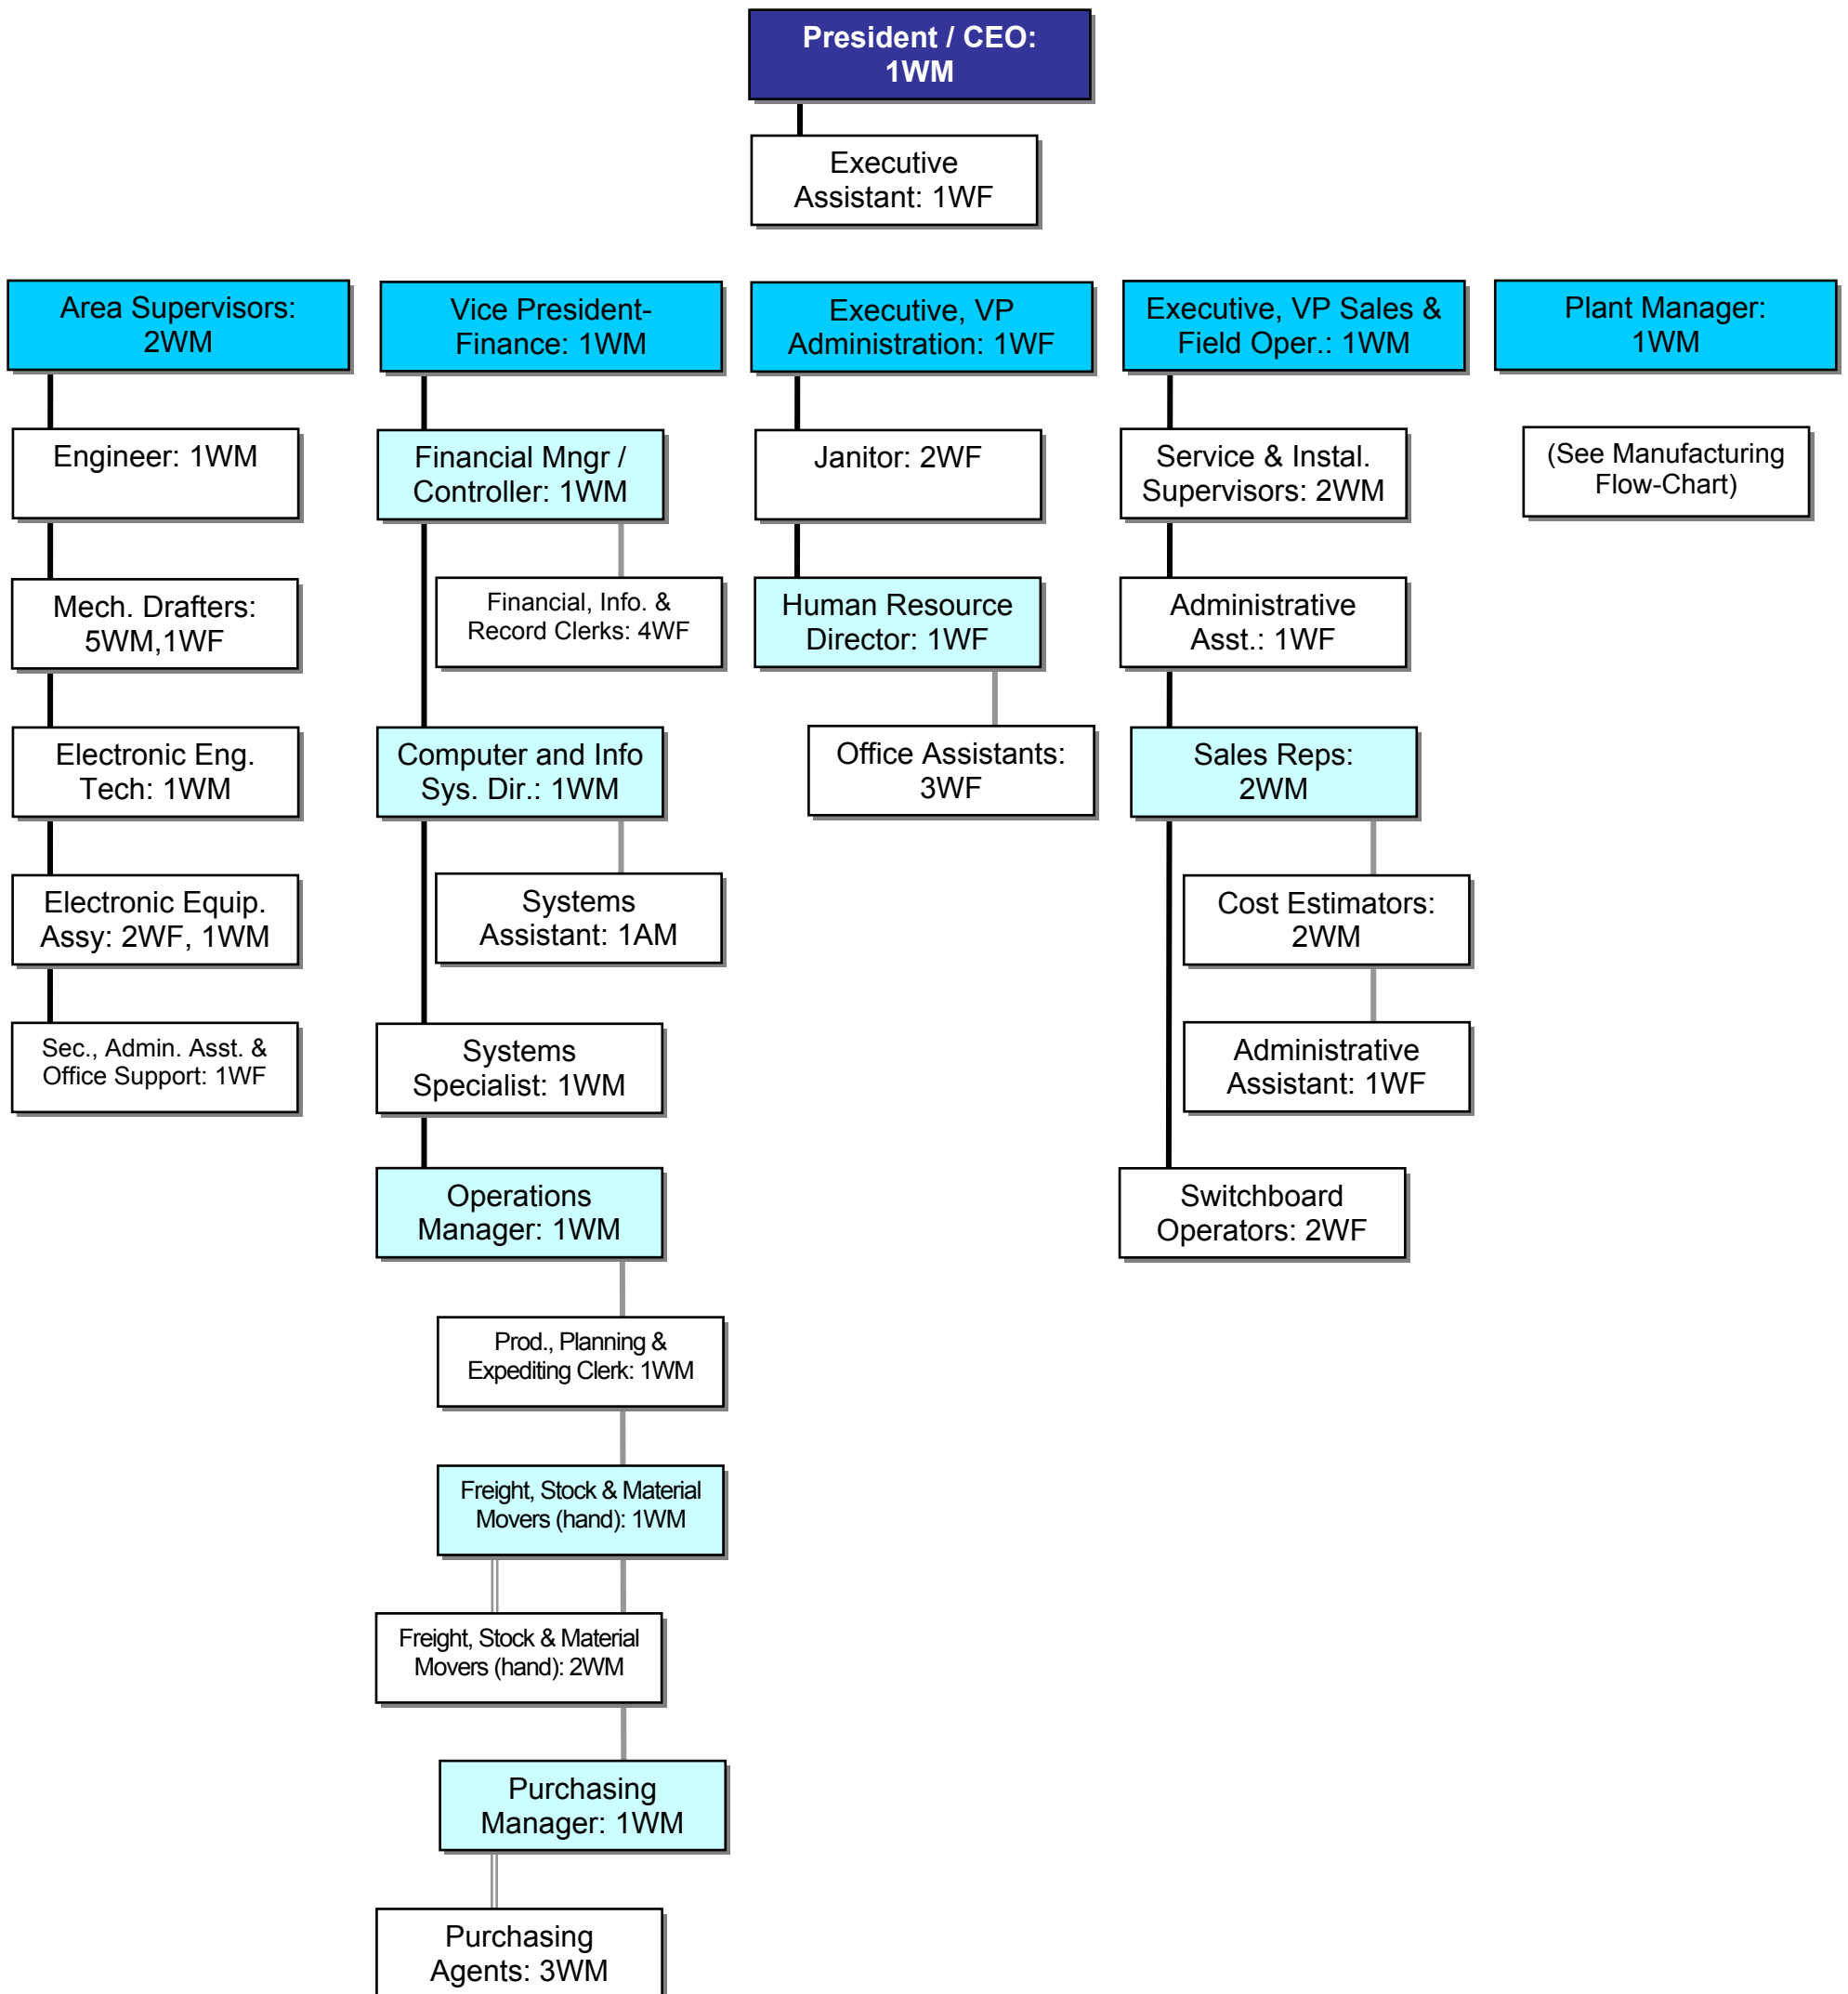 President / CEO:
1WM
Executive
Assistant: 1WF
Area Supervisors:
2WM
Engineer: 1WM
Mech. Drafters:
5WM,1WF
Electronic Eng.
Tech: 1WM
Electronic Equip.
Assy: 2WF, 1WM
Sec., Admin. Asst. &
Office Support: 1WF
Vice President-
Finance: 1WM
Financial Mngr /
Controller: 1WM
Financial, Info. &
Record Clerks: 4WF
Computer and Info
Sys. Dir.: 1WM
Systems
Assistant: 1AM
Systems
Specialist: 1WM
Operations
Manager: 1WM
Prod., Planning &
Expediting Clerk: 1WM
Freight, Stock & Material
Movers (hand): 1WM
Freight, Stock & Material
Movers (hand): 2WM
Purchasing
Manager: 1WM
Purchasing
Agents: 3WM
Executive, VP
Administration: 1WF
Janitor: 2WF
Human Resource
Director: 1WF
Office Assistants:
3WF
Executive, VP Sales &
Field Oper.: 1WM
Service & Instal.
Supervisors: 2WM
Administrative
Asst.: 1WF
Sales Reps:
2WM
Cost Estimators:
2WM
Administrative
Assistant: 1WF
Switchboard
Operators: 2WF
Plant Manager:
1WM
(See Manufacturing
Flow-Chart)